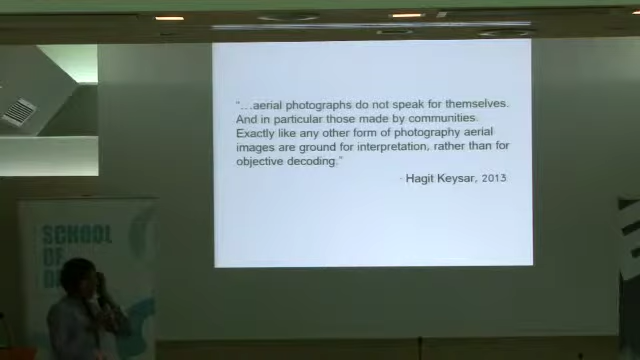 "…aerial photographs do not speak for themselves.
And in particular those made by communities.
Exactly like any other form of photography aerial
images are ground for interpretation, rather than for
objective decoding."
- Hagit Keysar, 2013
SCHOOL
OF